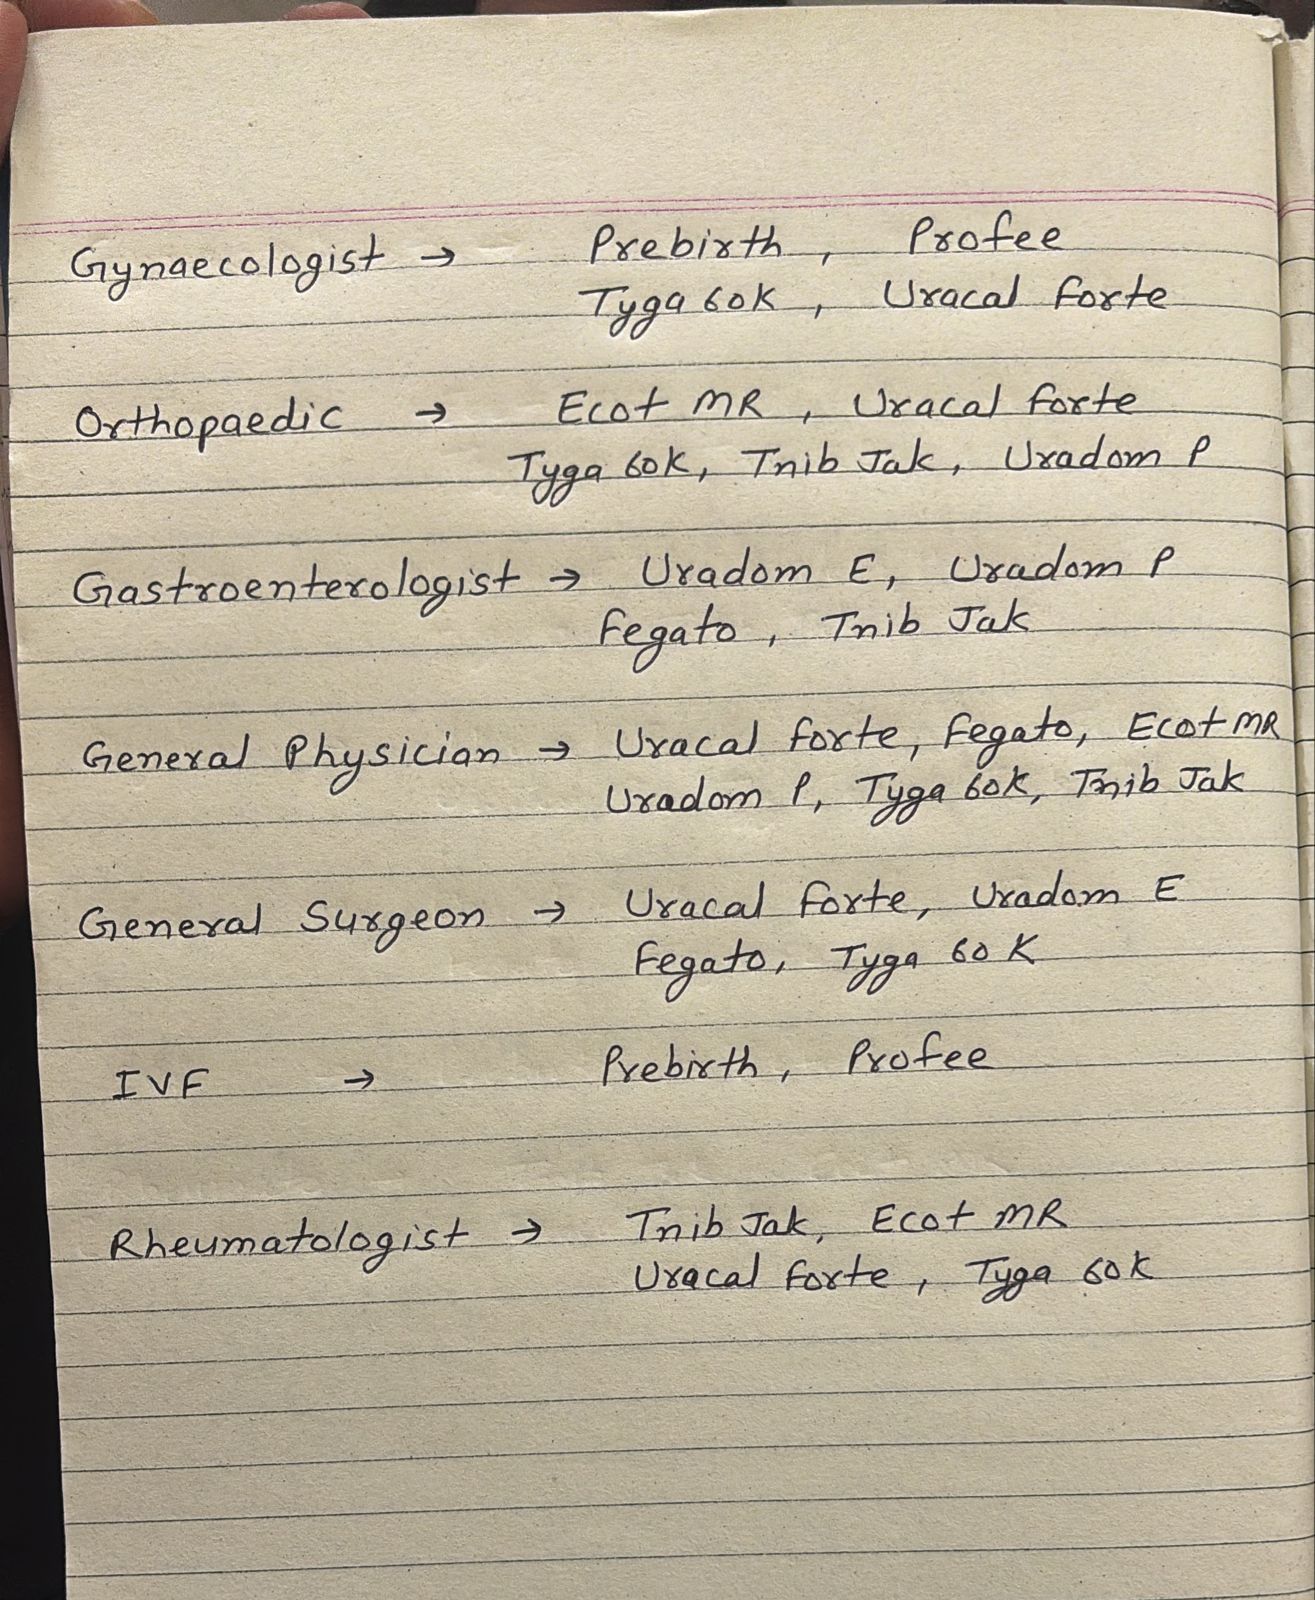 Gynaecologist → Prebirth, Profee
Tyga 60K, Uracal forte
Orthopaedic → Ecot MR, Uracal forte
Tyga 60K, Tnib Jak, Uradom P
Gastroenterologist → Uradom E, Uradom P
Fegato, Tnib Jak
General Physician → Uracal forte, Fegato, Ecot MR
Uradom P, Tyga 60K, Tnib Jak
General Surgeon → Uracal forte, Uradom E
Fegato, Tyga 60 K
IVF → Prebirth, Profee
Rheumatologist → Tnib Jak, Ecot MR
Uracal forte, Tyga 60K